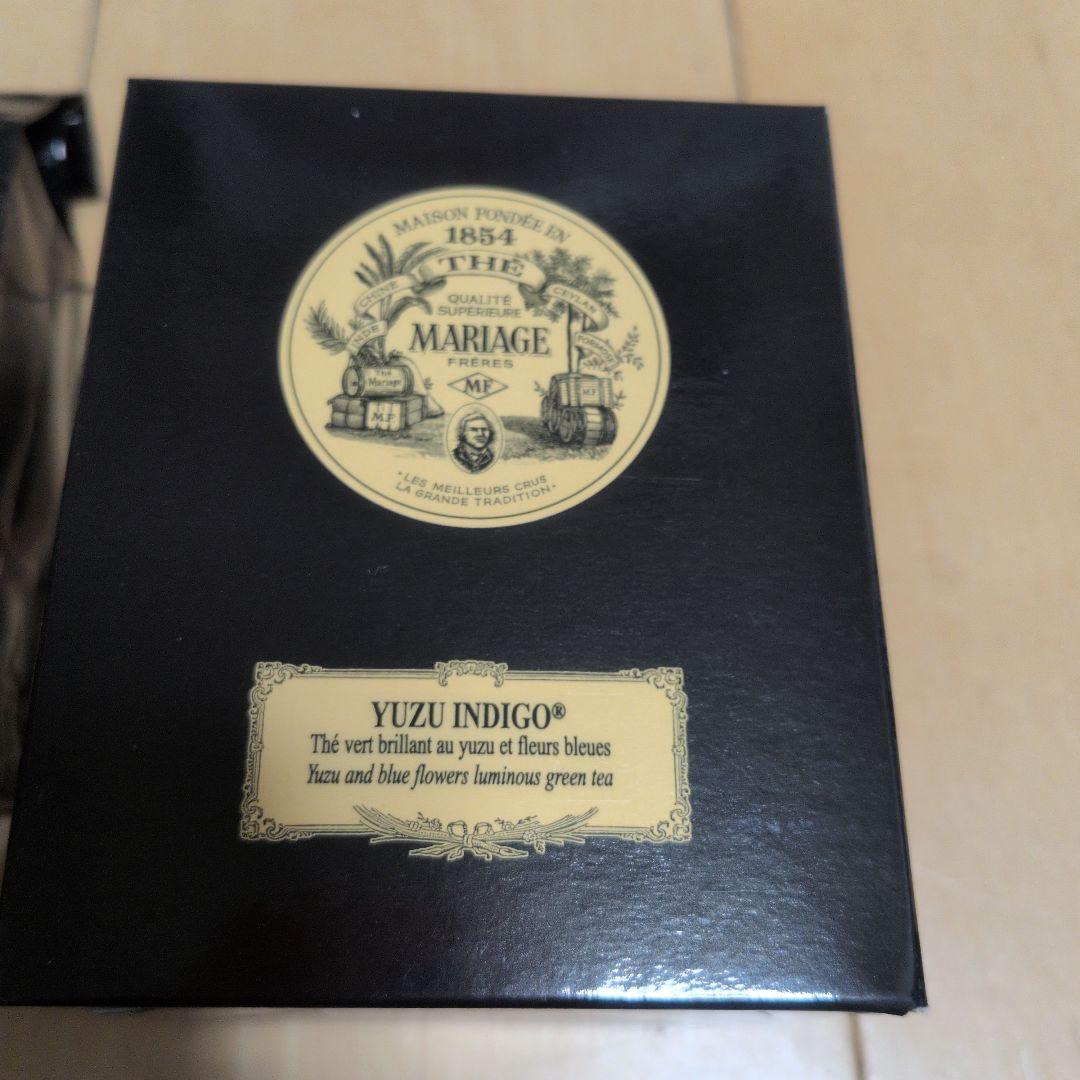 MAISON FONDÉE EN
1854
THÉ
CHINE
CEYLAN
INDE
FORMOSE
QUALITÉ
SUPÉRIEURE
MARIAGE
FRÈRES
MF
Thé
Mariage
M.F
M.F
•LES MEILLEURS CRUS
LA GRANDE TRADITION•
YUZU INDIGO®
Thé vert brillant au yuzu et fleurs bleues
Yuzu and blue flowers luminous green tea